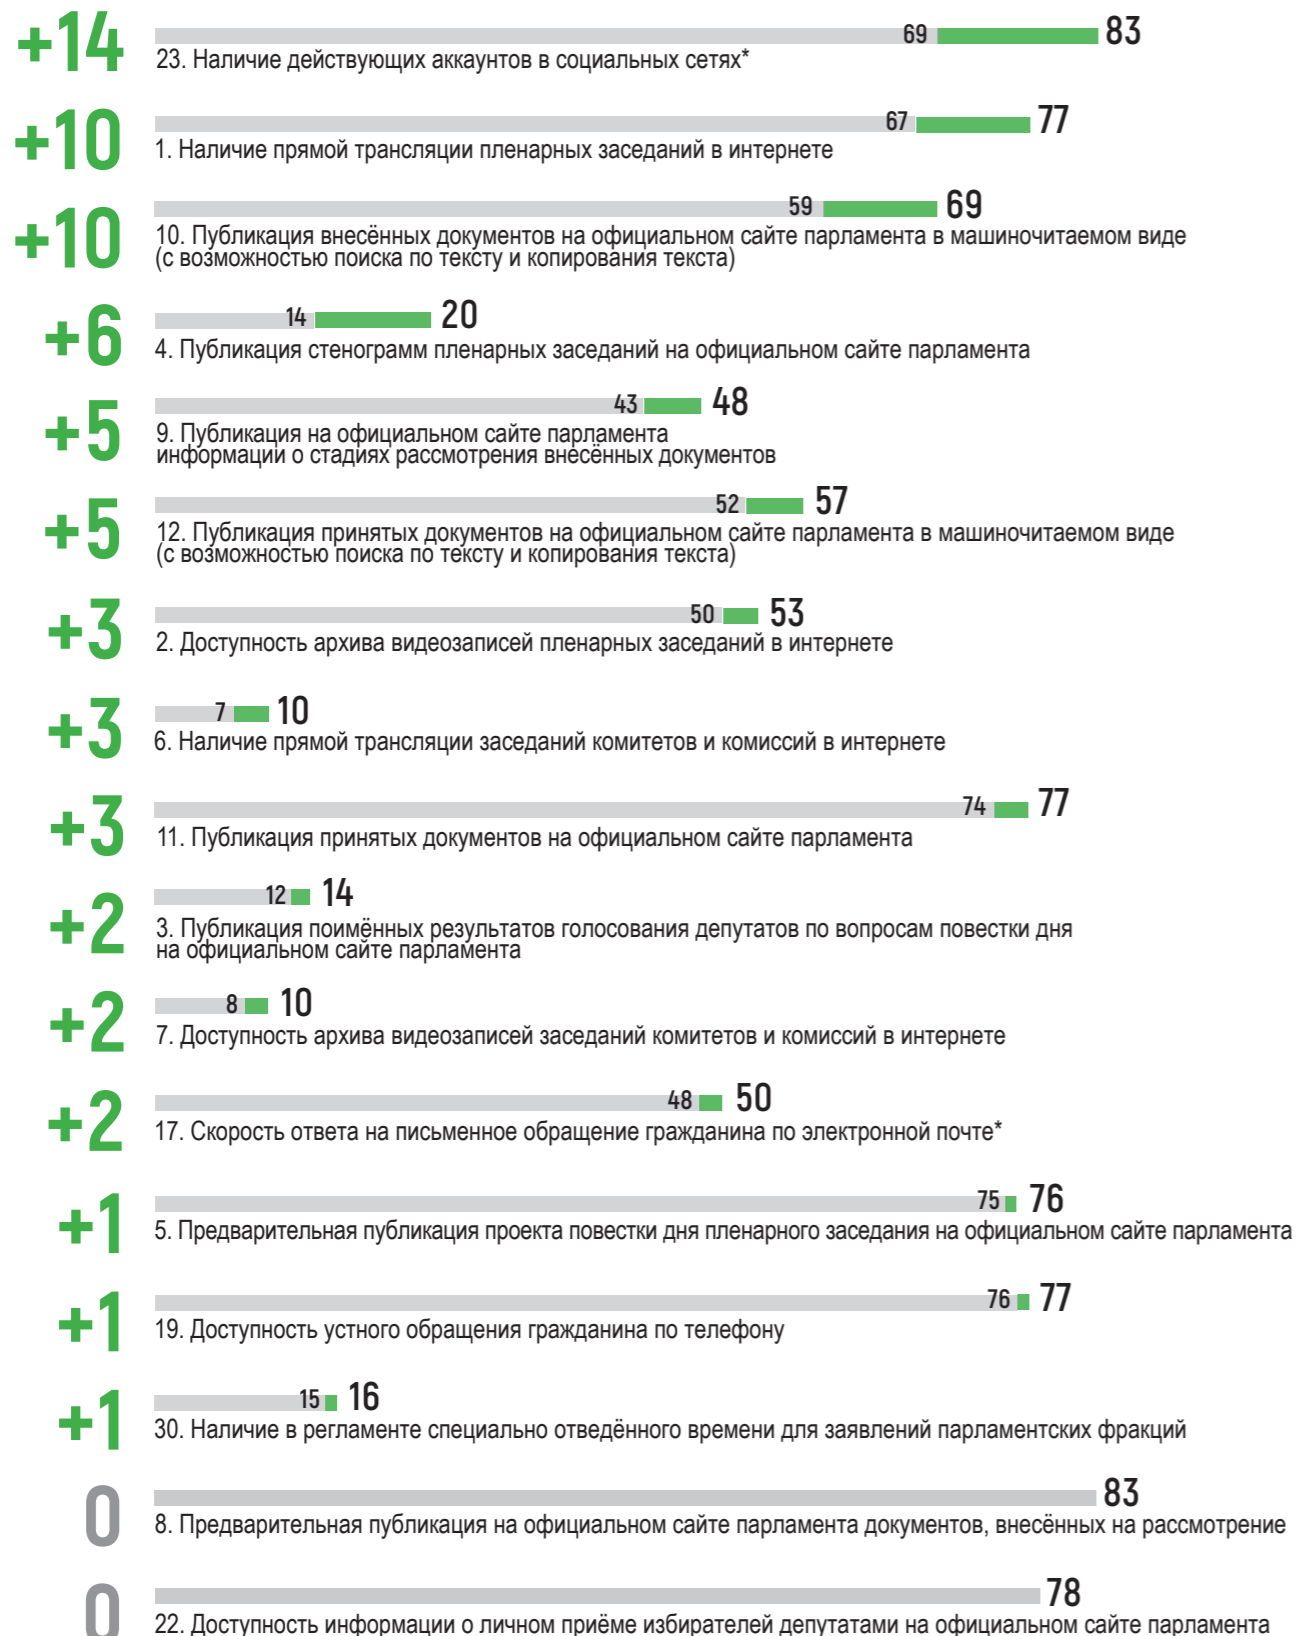 +14
69
83
23. Наличие действующих аккаунтов в социальных сетях*
+10
67
77
1. Наличие прямой трансляции пленарных заседаний в интернете
+10
59
69
10. Публикация внесённых документов на официальном сайте парламента в машиночитаемом виде
(с возможностью поиска по тексту и копирования текста)
+6
14
20
4. Публикация стенограмм пленарных заседаний на официальном сайте парламента
+5
43
48
9. Публикация на официальном сайте парламента
информации о стадиях рассмотрения внесённых документов
+5
52
57
12. Публикация принятых документов на официальном сайте парламента в машиночитаемом виде
(с возможностью поиска по тексту и копирования текста)
+3
50
53
2. Доступность архива видеозаписей пленарных заседаний в интернете
+3
7
10
6. Наличие прямой трансляции заседаний комитетов и комиссий в интернете
+3
74
77
11. Публикация принятых документов на официальном сайте парламента
+2
12
14
3. Публикация поимённых результатов голосования депутатов по вопросам повестки дня
на официальном сайте парламента
+2
8
10
7. Доступность архива видеозаписей заседаний комитетов и комиссий в интернете
+2
48
50
17. Скорость ответа на письменное обращение гражданина по электронной почте*
+1
75
76
5. Предварительная публикация проекта повестки дня пленарного заседания на официальном сайте парламента
+1
76
77
19. Доступность устного обращения гражданина по телефону
+1
15
16
30. Наличие в регламенте специально отведённого времени для заявлений парламентских фракций
0
83
8. Предварительная публикация на официальном сайте парламента документов, внесённых на рассмотрение
0
78
22. Доступность информации о личном приёме избирателей депутатами на официальном сайте парламента